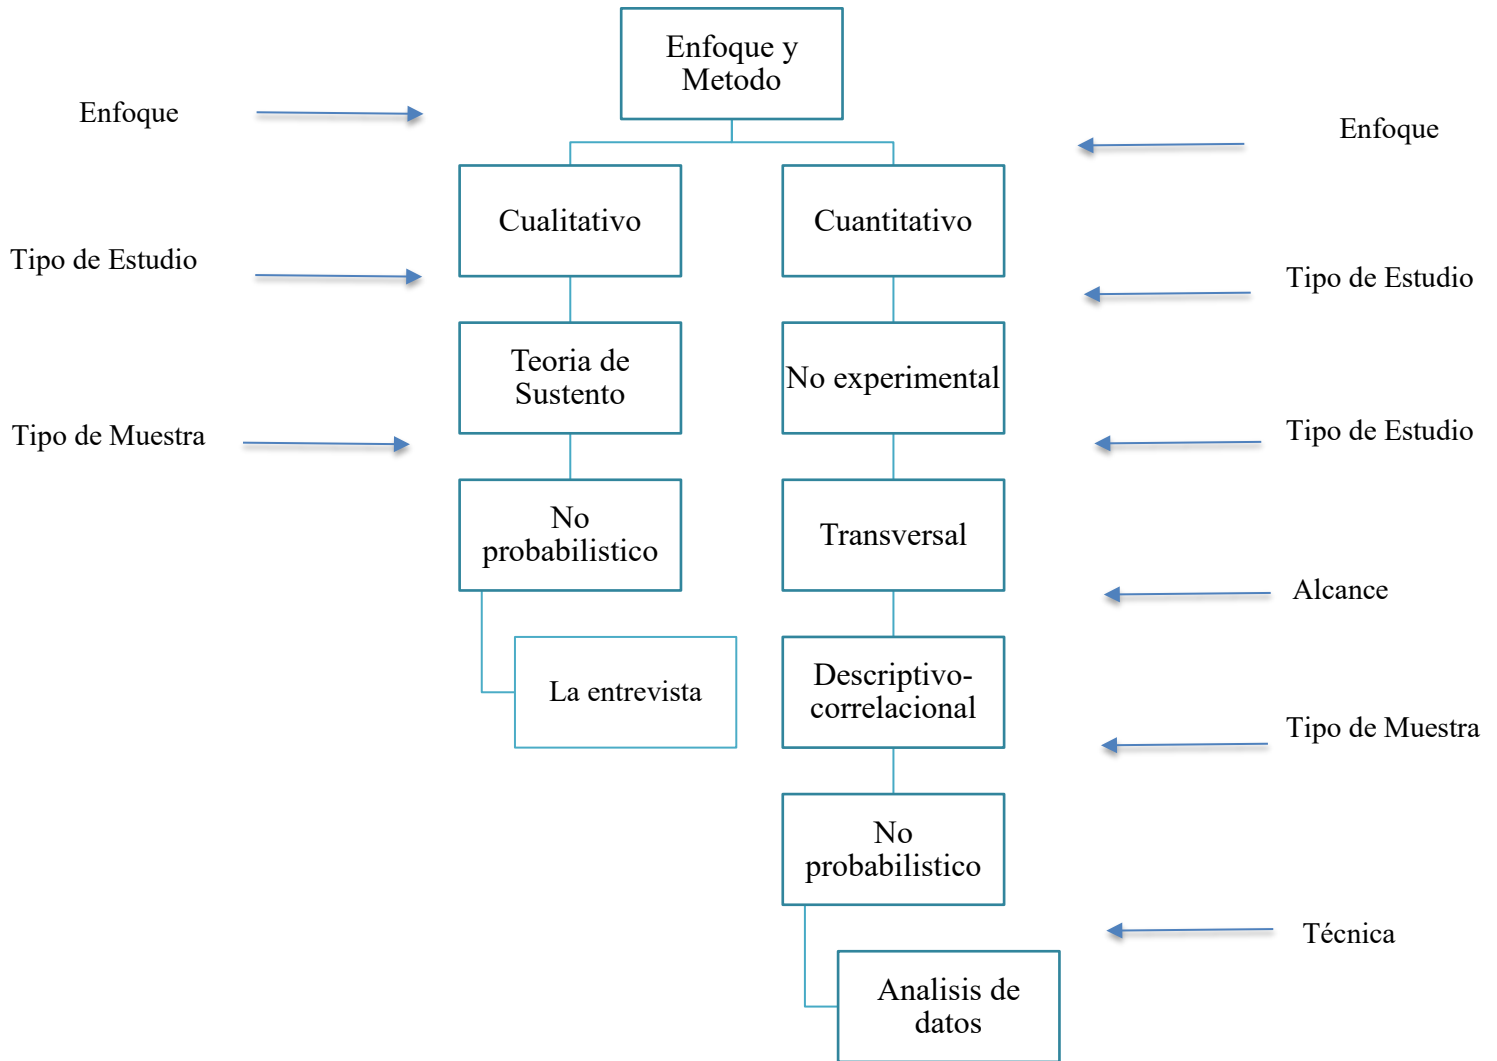 Enfoque y
Metodo
Enfoque
Enfoque
Cualitativo
Cuantitativo
Tipo de Estudio
Tipo de Estudio
Teoria de
Sustento
No experimental
Tipo de Muestra
Tipo de Estudio
No
probabilistico
Transversal
Alcance
La entrevista
Descriptivo-
correlacional
Tipo de Muestra
No
probabilistico
Técnica
Analisis de
datos